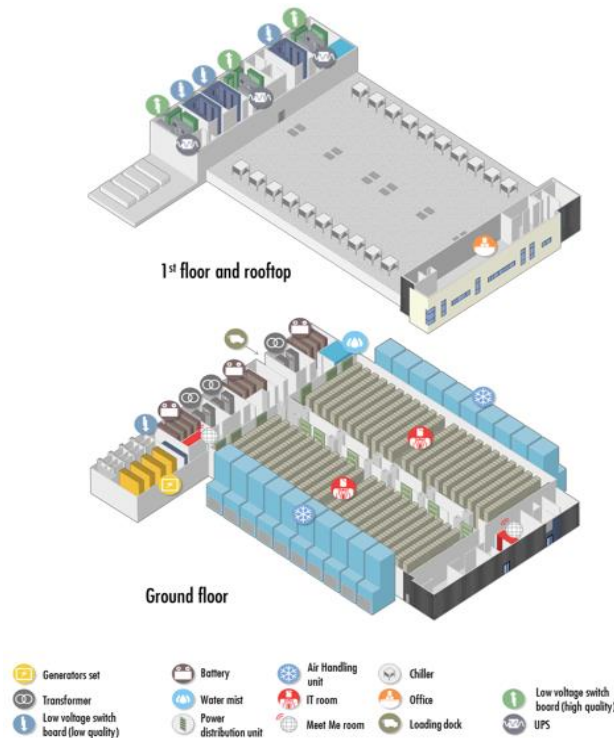 1st floor and rooftop
Ground floor
Generators set
Battery
Air Handling
unit
Chiller
Transformer
Water mist
IT room
Office
Low voltage switch
board (high quality)
Low voltage switch
board (low quality)
Power
distribution unit
Meet Me room
Loading dock
UPS